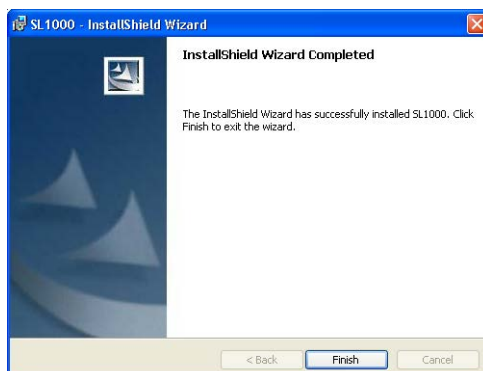 SL1000 - InstallShield Wizard
InstallShield Wizard Completed
The InstallShield Wizard has successfully installed SL1000. Click
Finish to exit the wizard.
< Back
Finish
Cancel